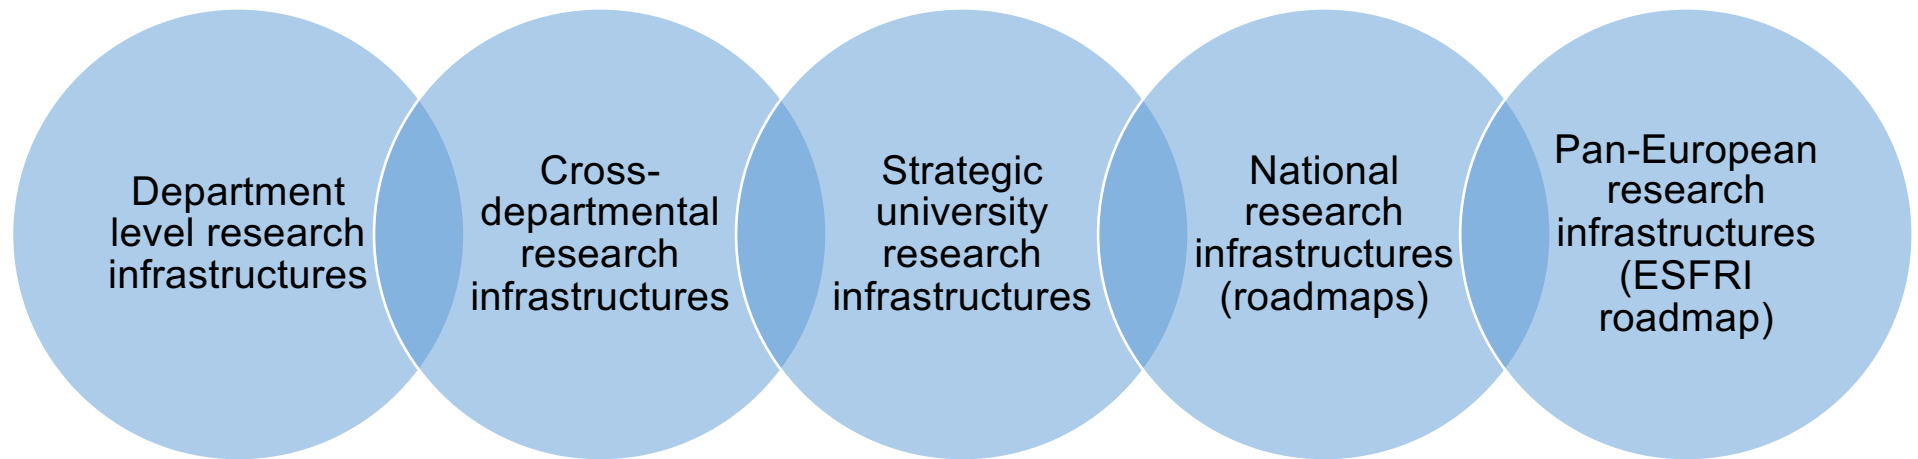 Department
level research
infrastructures
Cross-
departmental
research
infrastructures
Strategic
university
research
infrastructures
National
research
infrastructures
(roadmaps)
Pan-European
research
infrastructures
(ESFRI
roadmap)